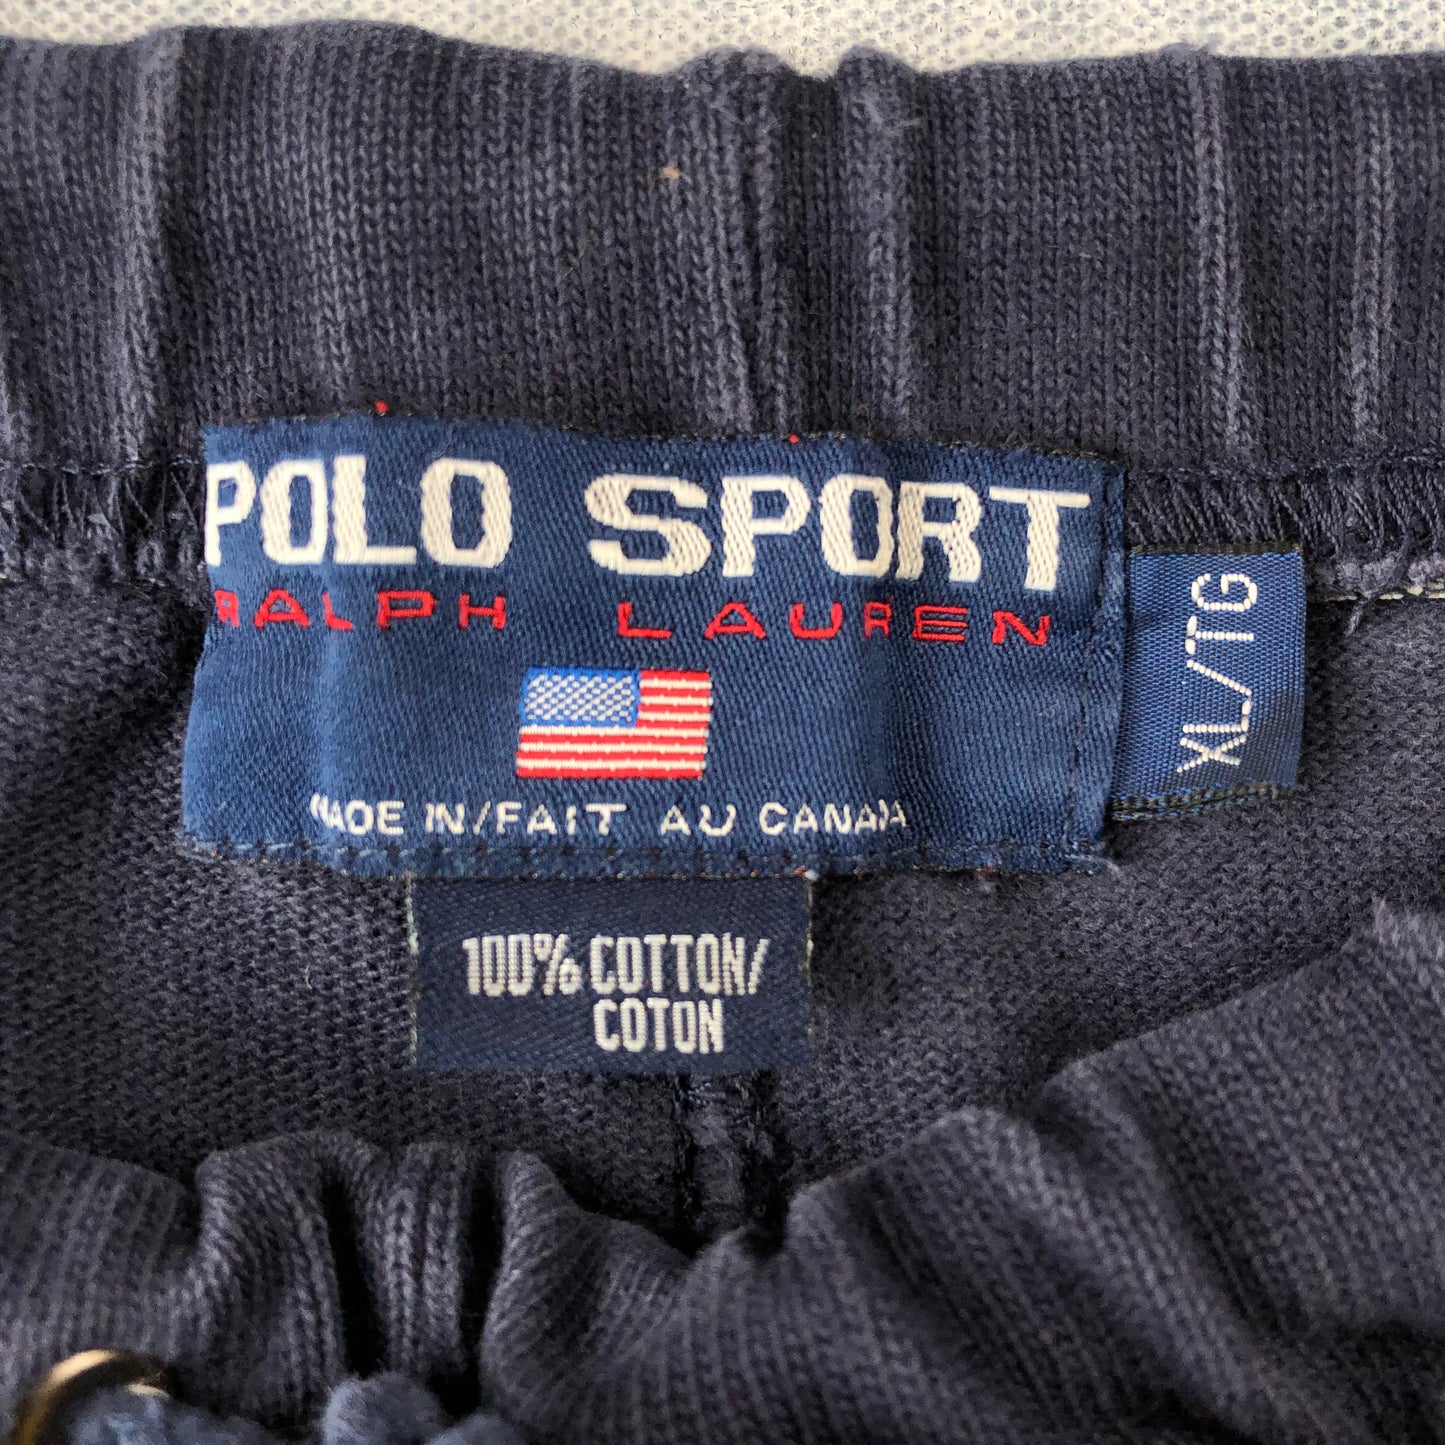 POLO SPORT
RALPH LAUREN
MADE IN/FAIT AU CANADA
XL/TG
100% COTTON/
COTON